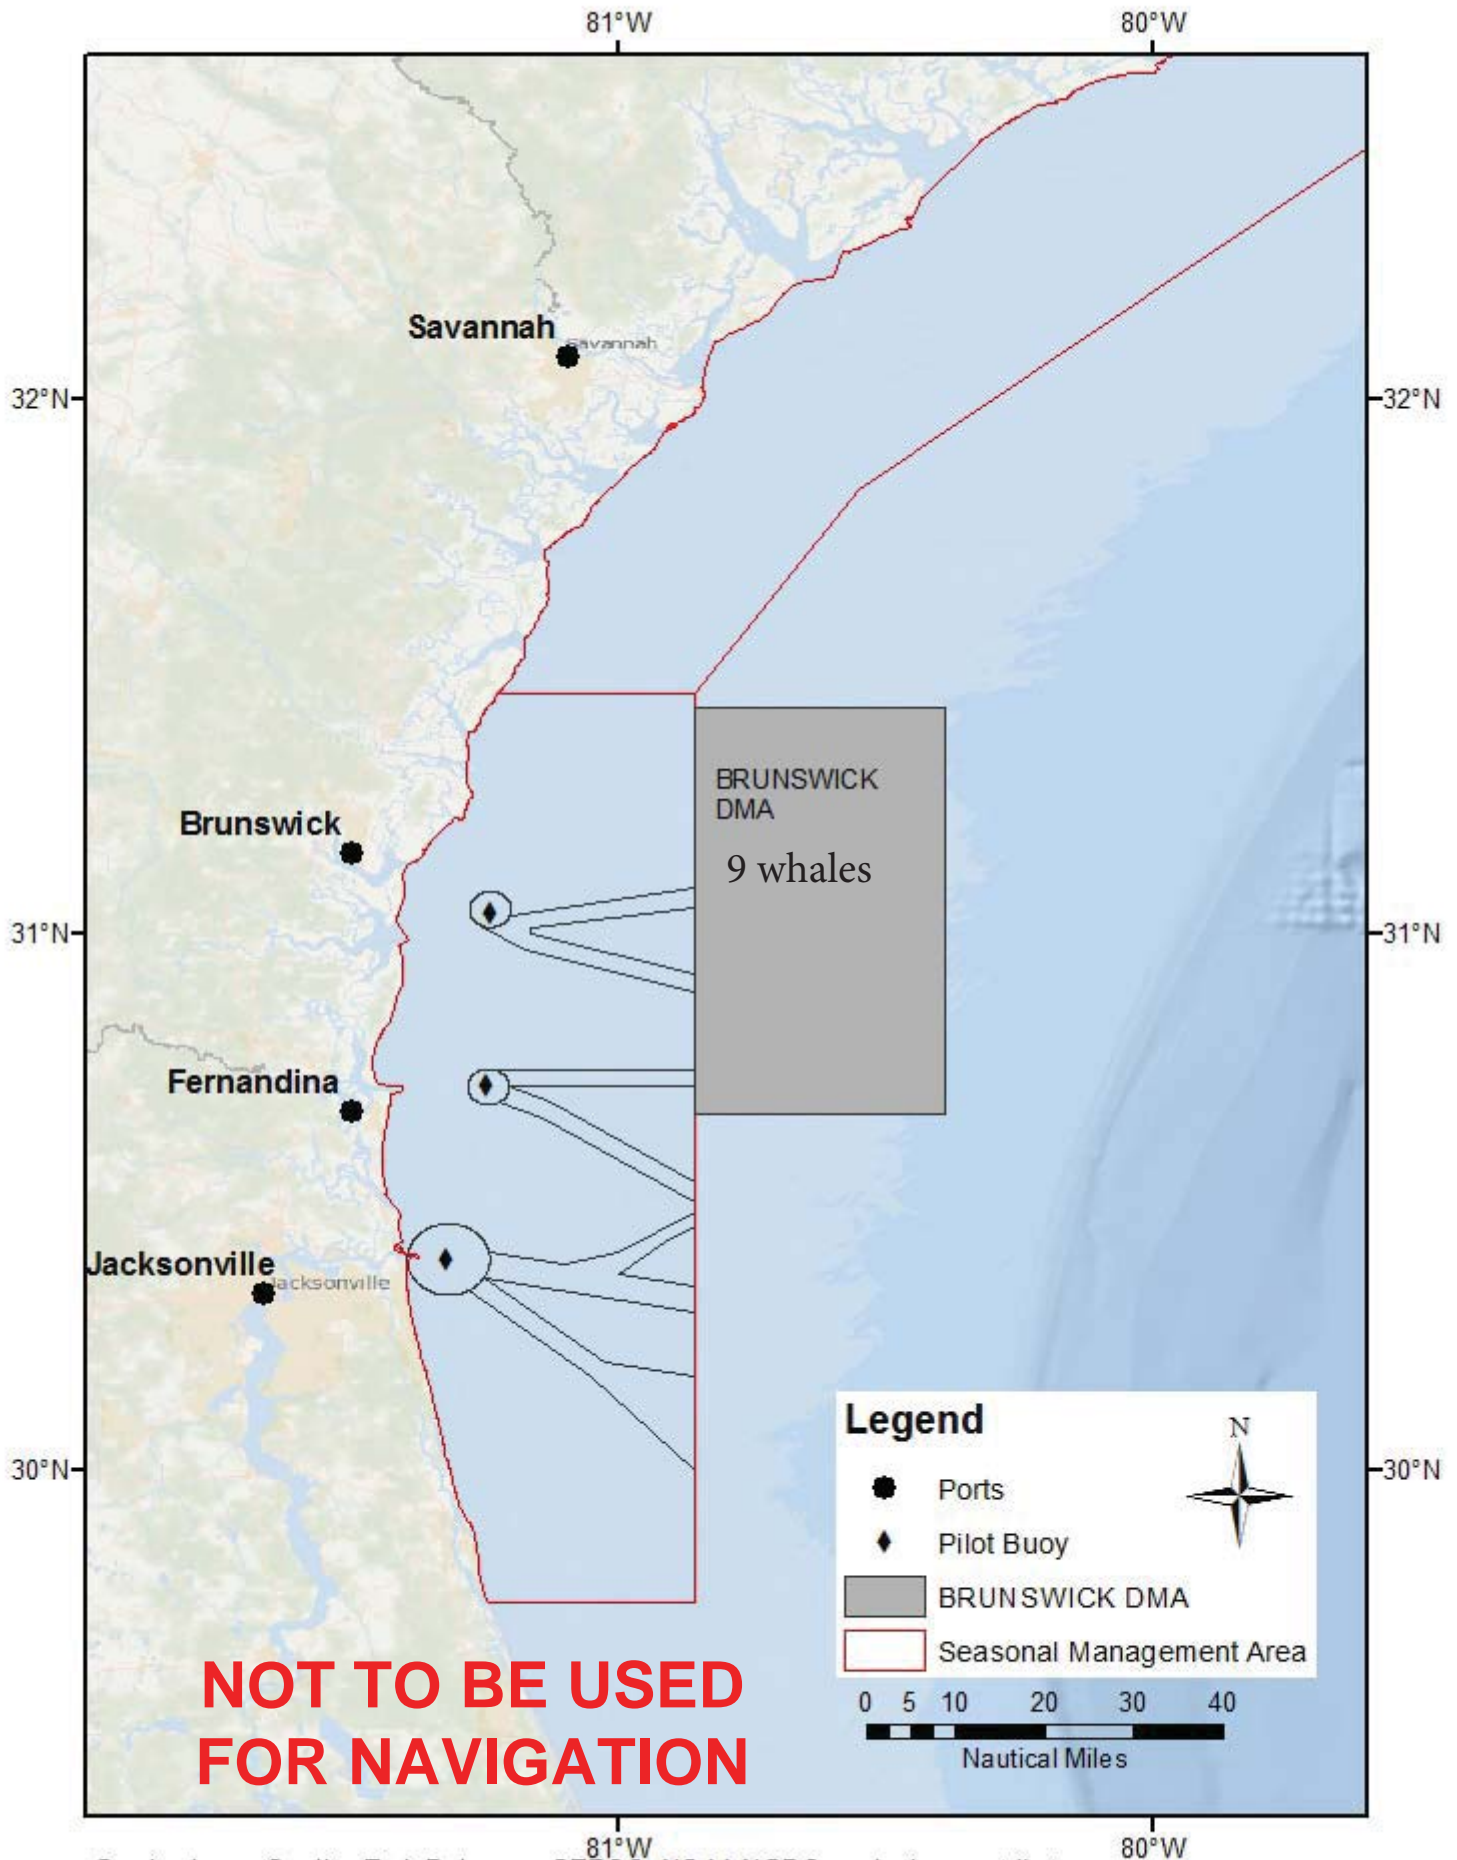 81°W
80°W
Savannah
Savannah
32°N
32°N
BRUNSWICK
DMA
9 whales
Brunswick
31°N
31°N
Fernandina
Jacksonville
Jacksonville
Legend
N
Ports
30°N
30°N
Pilot Buoy
BRUNSWICK DMA
Seasonal Management Area
NOT TO BE USED
FOR NAVIGATION
0 5 10 20 30 40
Nautical Miles
81°W
80°W